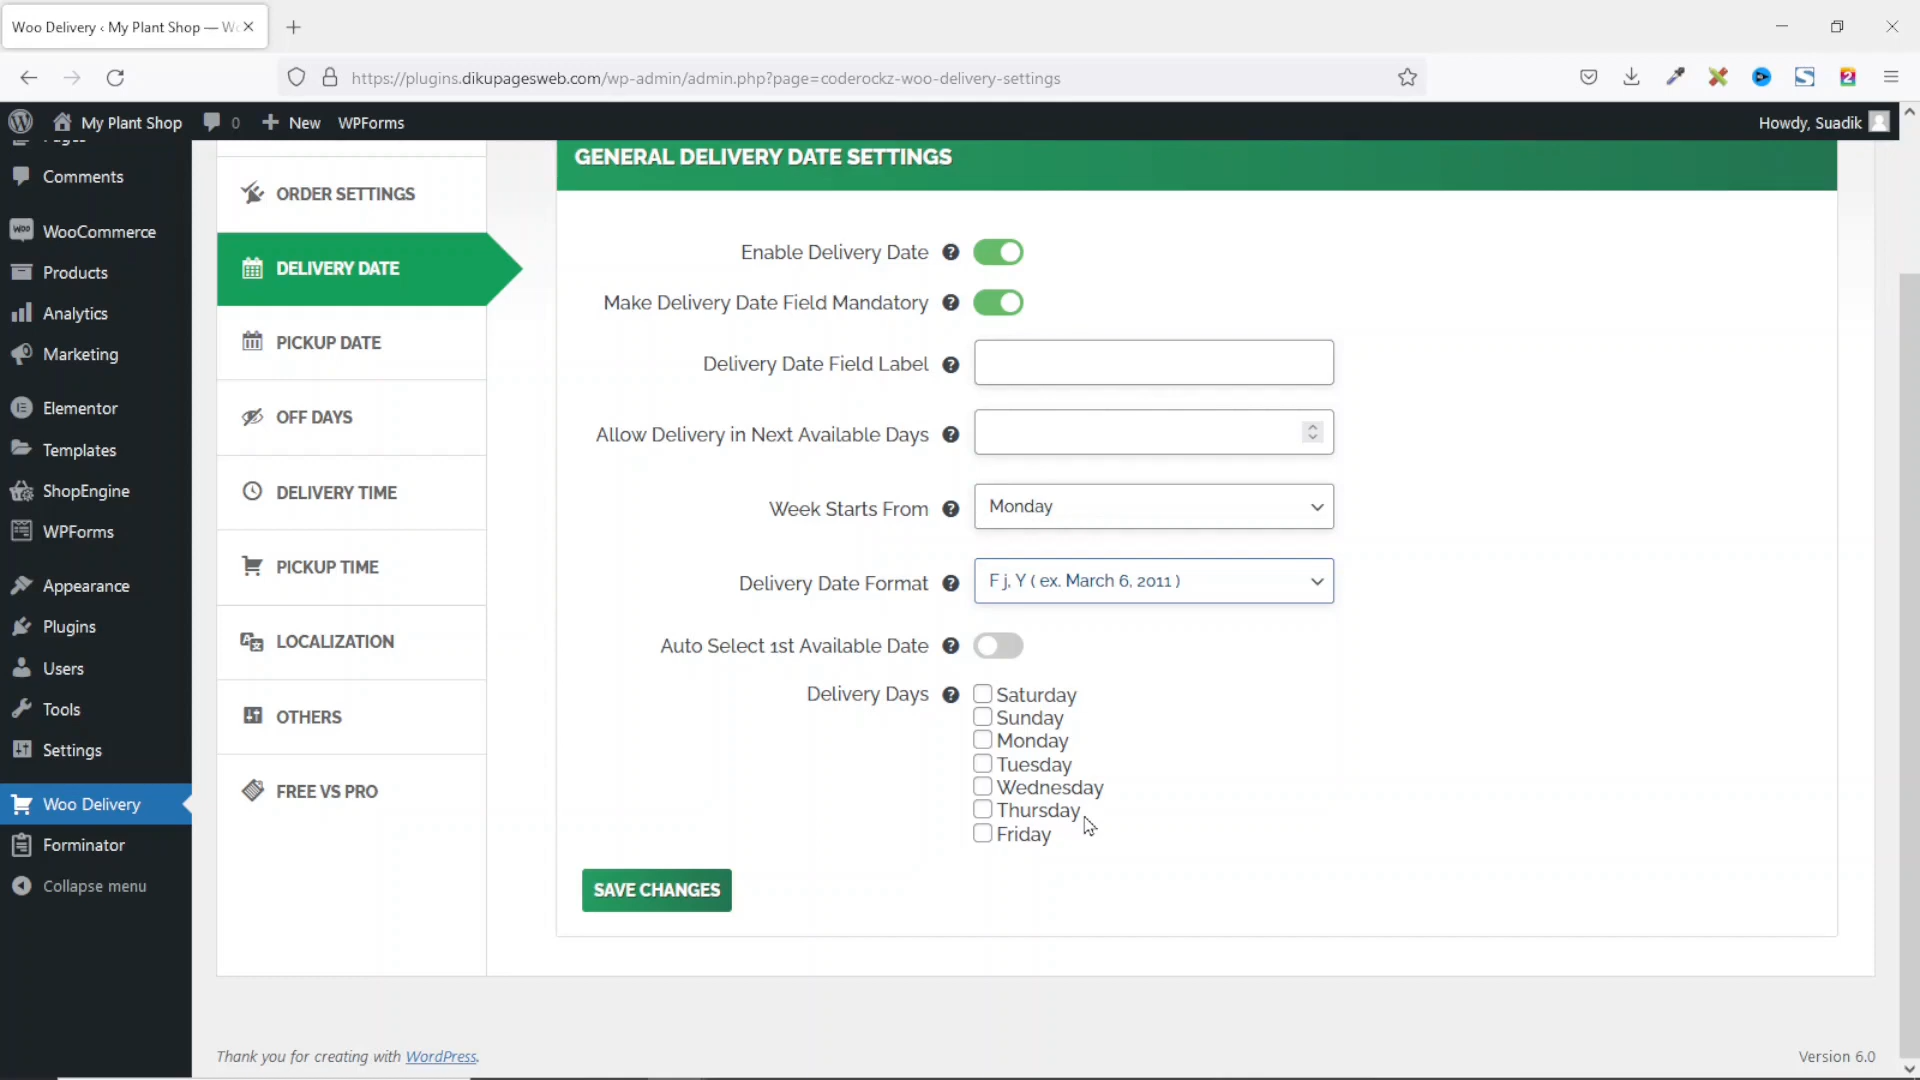 Woo Delivery ‹ My Plant Shop — W
https://plugins.dikupagesweb.com/wp-admin/admin.php?page=coderockz-woo-delivery-settings
2
My Plant Shop
0
New
WPForms
Howdy, Suadik
Comments
WooCommerce
Products
Analytics
Marketing
Elementor
Templates
ShopEngine
WPForms
Appearance
Plugins
Users
Tools
Settings
Woo Delivery
Forminator
Collapse menu
ORDER SETTINGS
DELIVERY DATE
PICKUP DATE
OFF DAYS
DELIVERY TIME
PICKUP TIME
LOCALIZATION
OTHERS
FREE VS PRO
GENERAL DELIVERY DATE SETTINGS
Enable Delivery Date
Make Delivery Date Field Mandatory
Delivery Date Field Label
Allow Delivery in Next Available Days
Week Starts From
Monday
Delivery Date Format
F j, Y ( ex. March 6, 2011 )
Auto Select 1st Available Date
Delivery Days
Saturday
Sunday
Monday
Tuesday
Wednesday
Thursday
Friday
SAVE CHANGES
Thank you for creating with WordPress.
Version 6.0